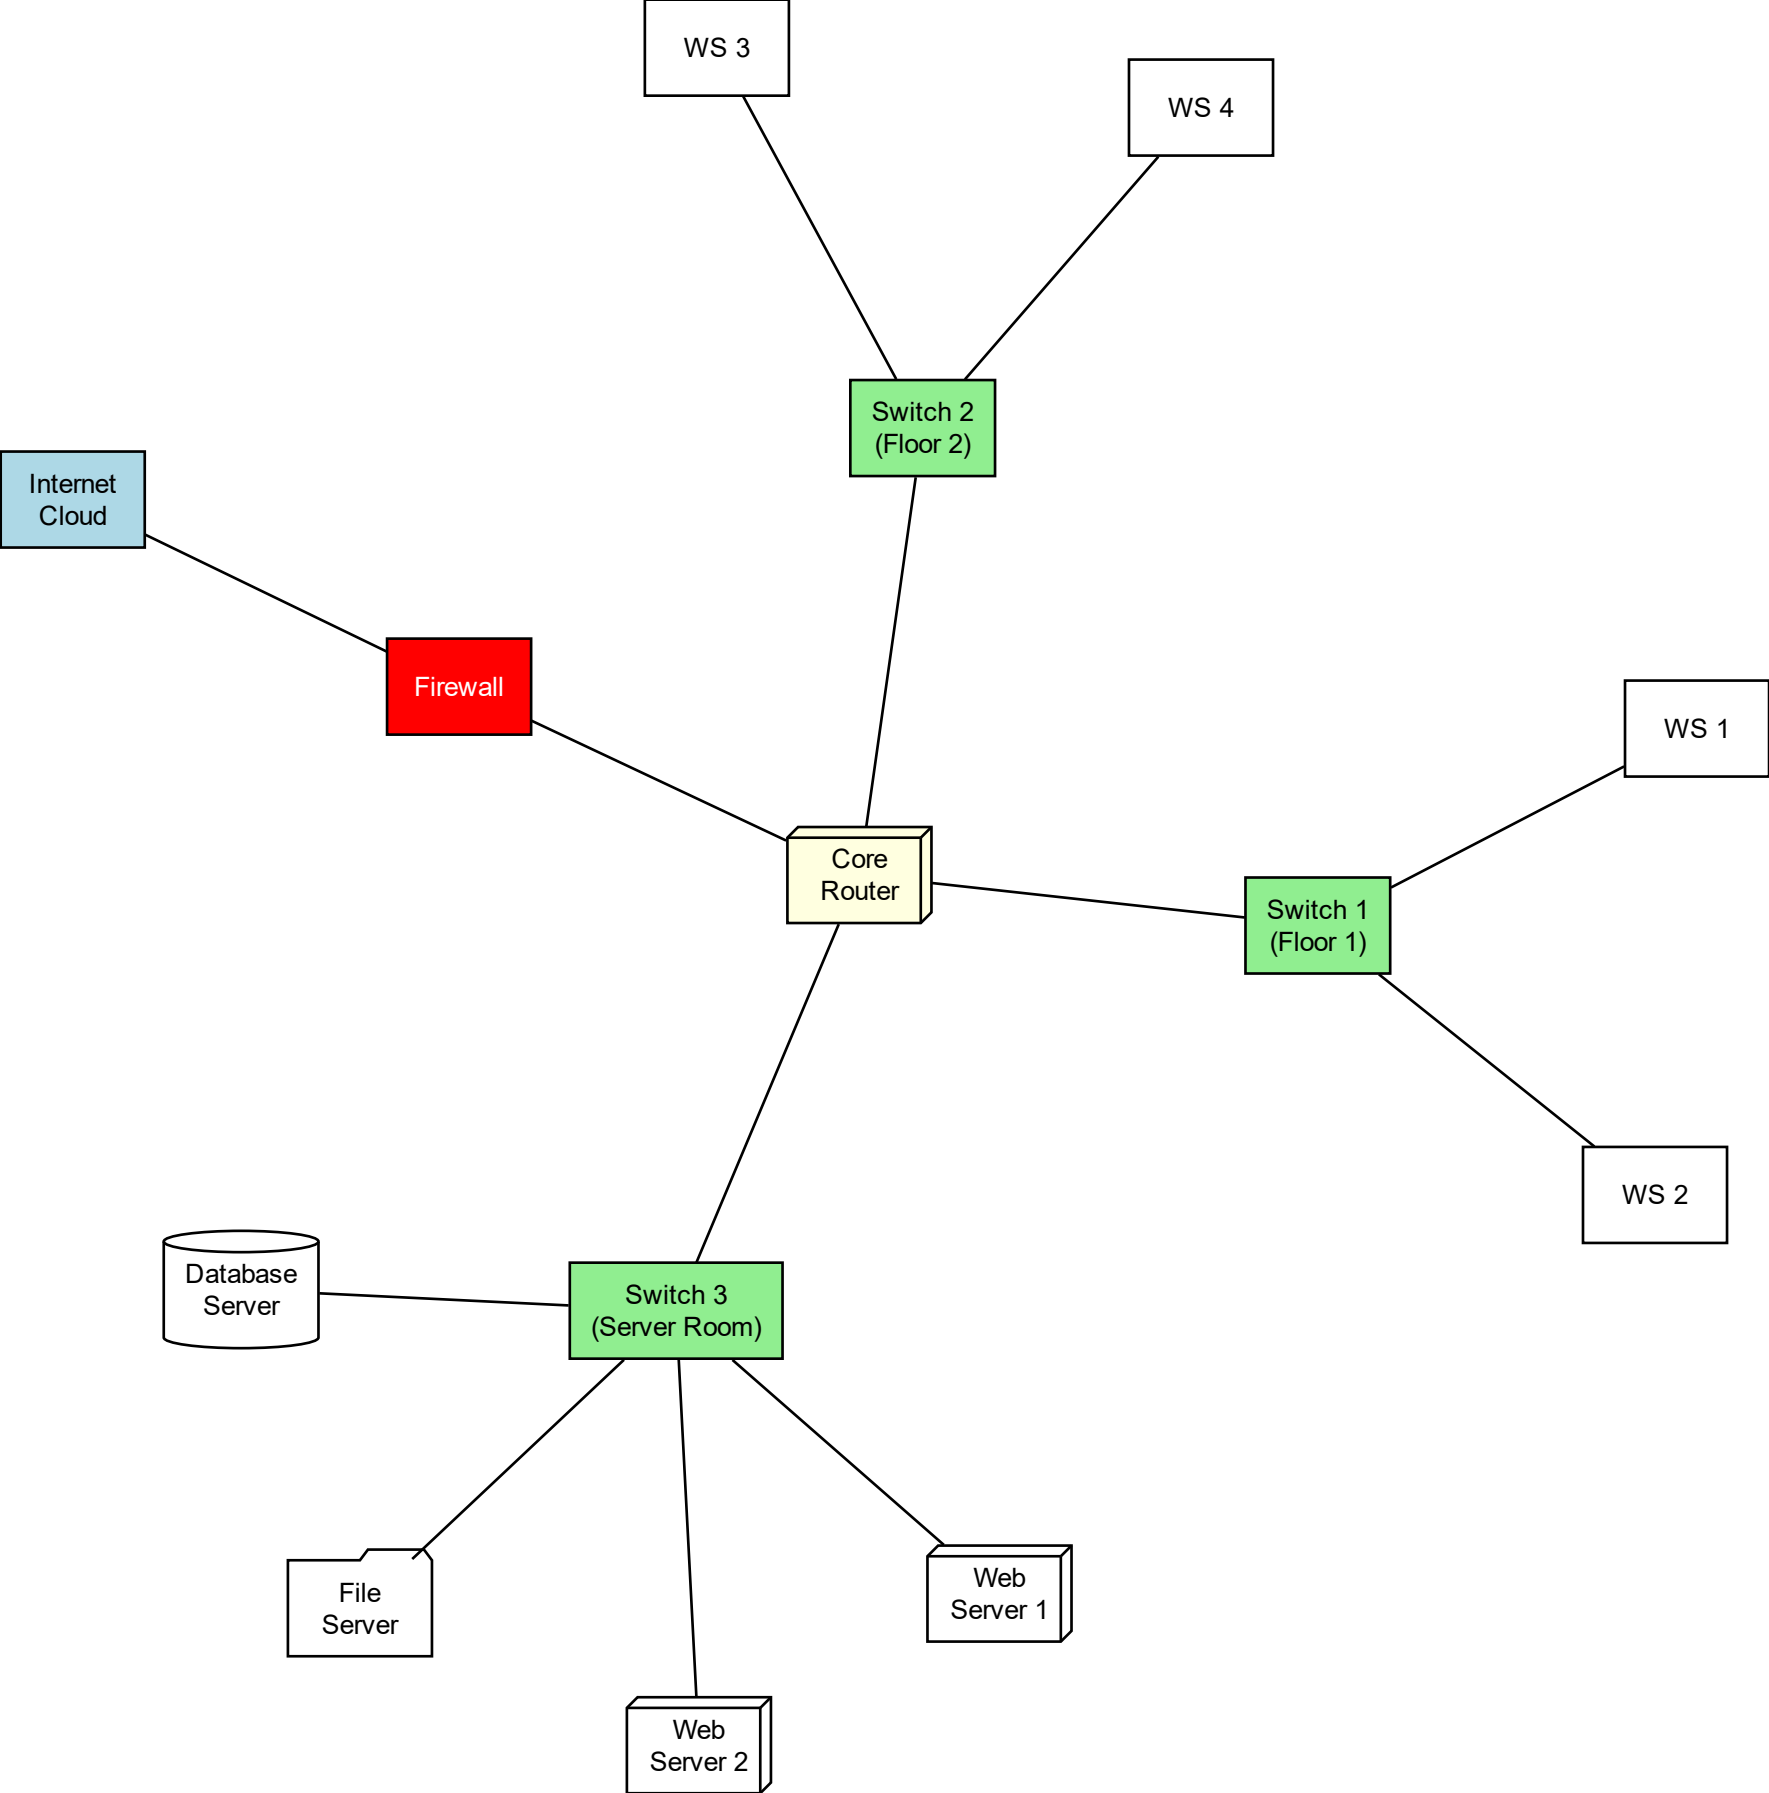 WS 3
WS 4
Switch 2
(Floor 2)
Internet
Cloud
Firewall
WS 1
Core
Router
Switch 1
(Floor 1)
WS 2
Database
Server
Switch 3
(Server Room)
File
Server
Web
Server 1
Web
Server 2